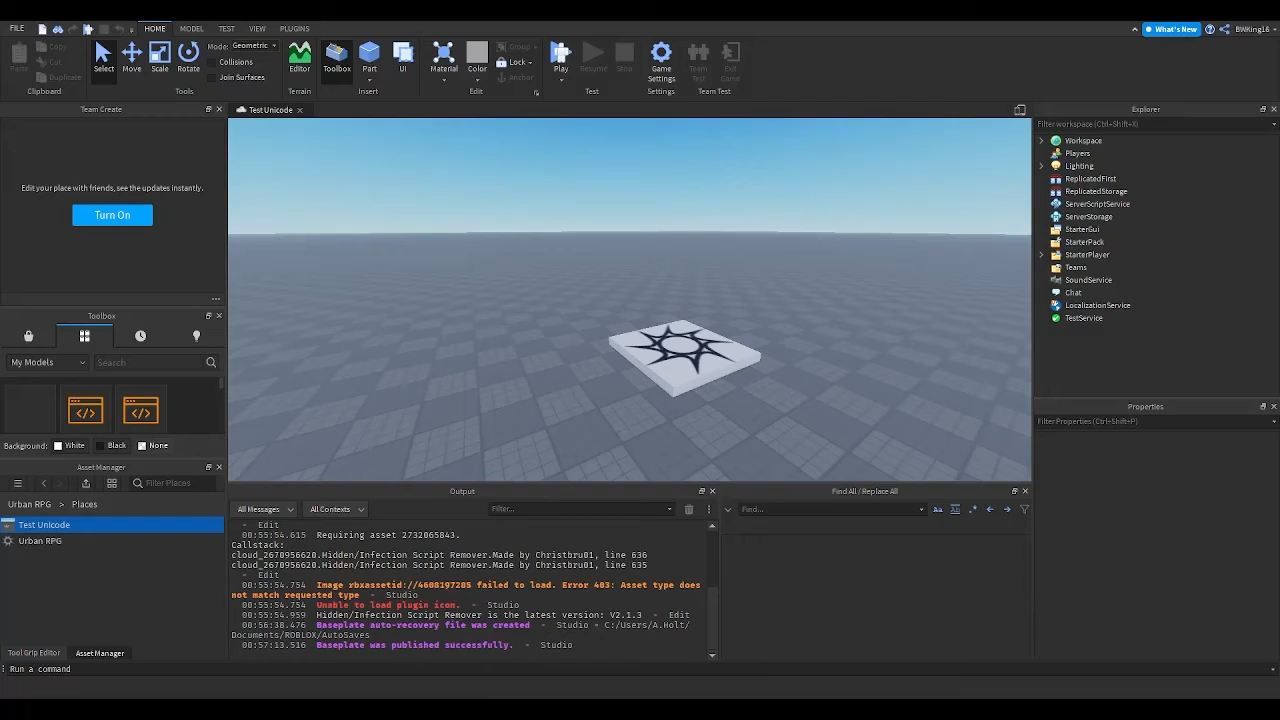 FILE HOME MODEL TEST VIEW PLUGINS
What's New BWKing18
Paste Copy Cut Duplicate
Select Move Scale Rotate Mode: Geometric
Collisions
Join Surfaces
Editor Toolbox Part UI Material Color Group Lock Anchor
Play Resume Stop Game Settings Team Test Exit Game
Clipboard Tools Terrain Insert Edit Test Settings Team Test
Team Create
Edit your place with friends, see the updates instantly.
Turn On
Toolbox
My Models Search
Background: White Black None
Asset Manager
Filter Places
Urban RPG > Places
Test Unicode
Urban RPG
Tool Grip Editor Asset Manager
Run a command
Test Unicode
Output
All Messages All Contexts Filter...
- Edit
00:55:54.615 Requiring asset 2732065843.
Callstack:
cloud_2670956620.Hidden/Infection Script Remover.Made by Christbru01, line 636
cloud_2670956620.Hidden/Infection Script Remover.Made by Christbru01, line 635
- Edit
00:55:54.754 Image rbxassetid://4608197285 failed to load. Error 403: Asset type does
not match requested type - Studio
00:55:54.754 Unable to load plugin icon. - Studio
00:55:54.959 Hidden/Infection Script Remover is the latest version: V2.1.3 - Edit
00:56:38.476 Baseplate auto-recovery file was created - Studio - C:/Users/A.Holt/
Documents/ROBLOX/AutoSaves
00:57:13.516 Baseplate was published successfully. - Studio
Find All / Replace All
Find... Aa Ab .*
Explorer
Filter workspace (Ctrl+Shift+X)
Workspace
Players
Lighting
ReplicatedFirst
ReplicatedStorage
ServerScriptService
ServerStorage
StarterGui
StarterPack
StarterPlayer
Teams
SoundService
Chat
LocalizationService
TestService
Properties
Filter Properties (Ctrl+Shift+P)